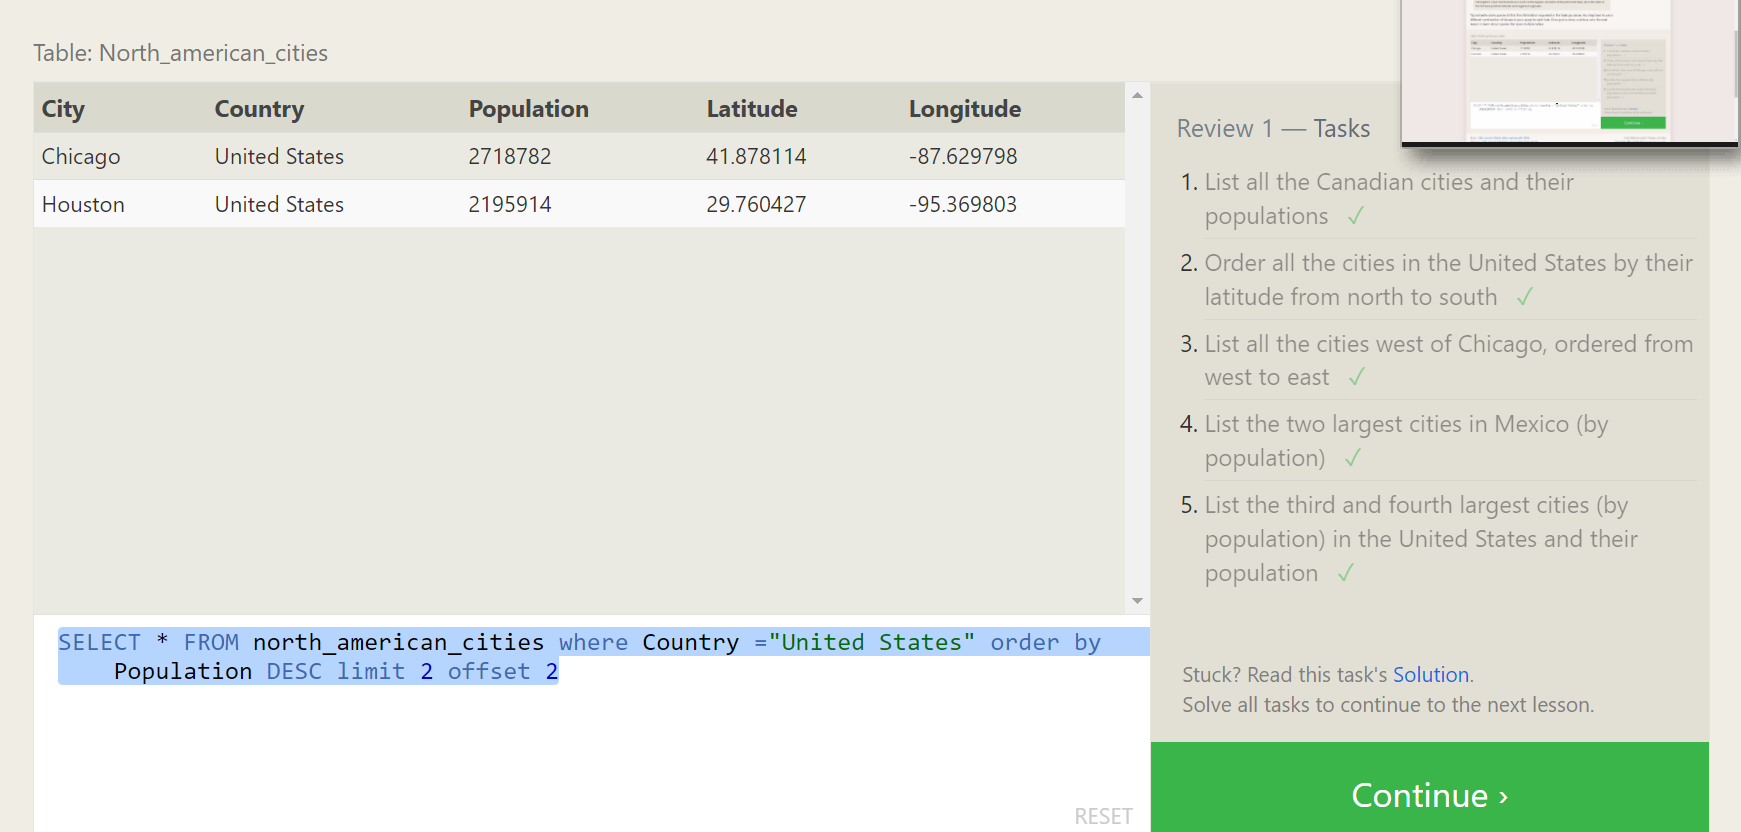 Table: North_american_cities
City Country Population Latitude Longitude
Chicago United States 2718782 41.878114 -87.629798
Houston United States 2195914 29.760427 -95.369803
SELECT * FROM north_american_cities where Country ="United States" order by
Population DESC limit 2 offset 2
RESET
Review 1 — Tasks
1. List all the Canadian cities and their
populations ✓
2. Order all the cities in the United States by their
latitude from north to south ✓
3. List all the cities west of Chicago, ordered from
west to east ✓
4. List the two largest cities in Mexico (by
population) ✓
5. List the third and fourth largest cities (by
population) in the United States and their
population ✓
Stuck? Read this task's Solution.
Solve all tasks to continue to the next lesson.
Continue ›